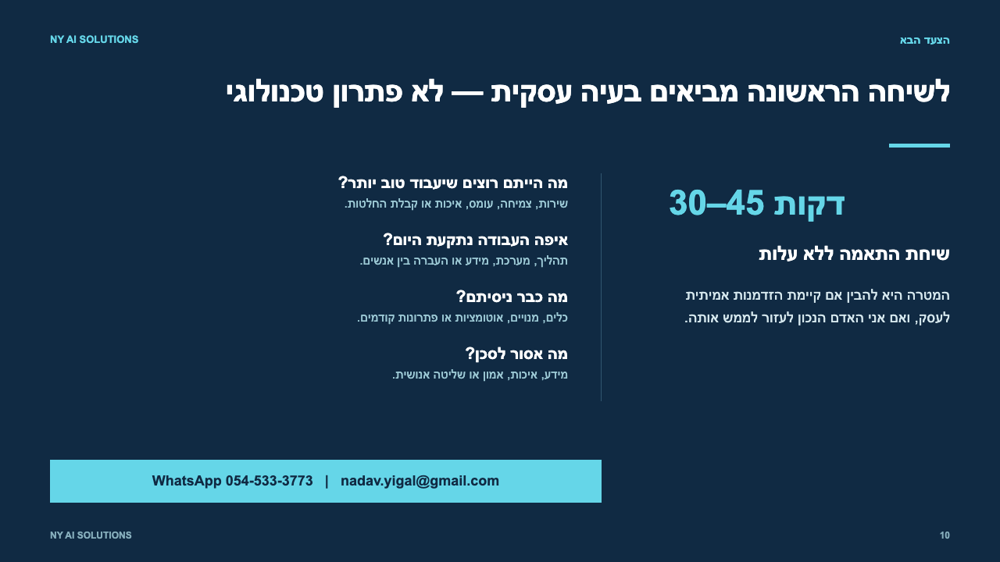 הצעד הבא
NY AI SOLUTIONS
לשיחה הראשונה מביאים בעיה עסקית — לא פתרון טכנולוגי
30–45 דקות
שיחת התאמה ללא עלות
המטרה היא להבין אם קיימת הזדמנות אמיתית
לעסק, ואם אני האדם הנכון לעזור לממש אותה.
מה הייתם רוצים שיעבוד טוב יותר?
שירות, צמיחה, עומס, איכות או קבלת החלטות.
איפה העבודה נתקעת היום?
תהליך, מערכת, מידע או העברה בין אנשים.
מה כבר ניסיתם?
כלים, מנויים, אוטומציות או פתרונות קודמים.
מה אסור לסכן?
מידע, איכות, אמון או שליטה אנושית.
WhatsApp 054-533-3773 | nadav.yigal@gmail.com
NY AI SOLUTIONS
10